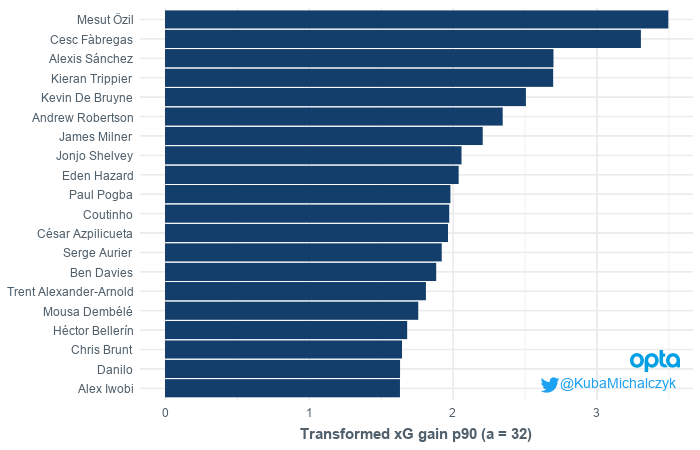 Mesut Özil
Cesc Fàbregas
Alexis Sánchez
Kieran Trippier
Kevin De Bruyne
Andrew Robertson
James Milner
Jonjo Shelvey
Eden Hazard
Paul Pogba
Coutinho
César Azpilicueta
Serge Aurier
Ben Davies
Trent Alexander-Arnold
Mousa Dembélé
Héctor Bellerín
Chris Brunt
Danilo
Alex Iwobi
opta
@KubaMichalczyk
0 1 2 3
Transformed xG gain p90 (a = 32)